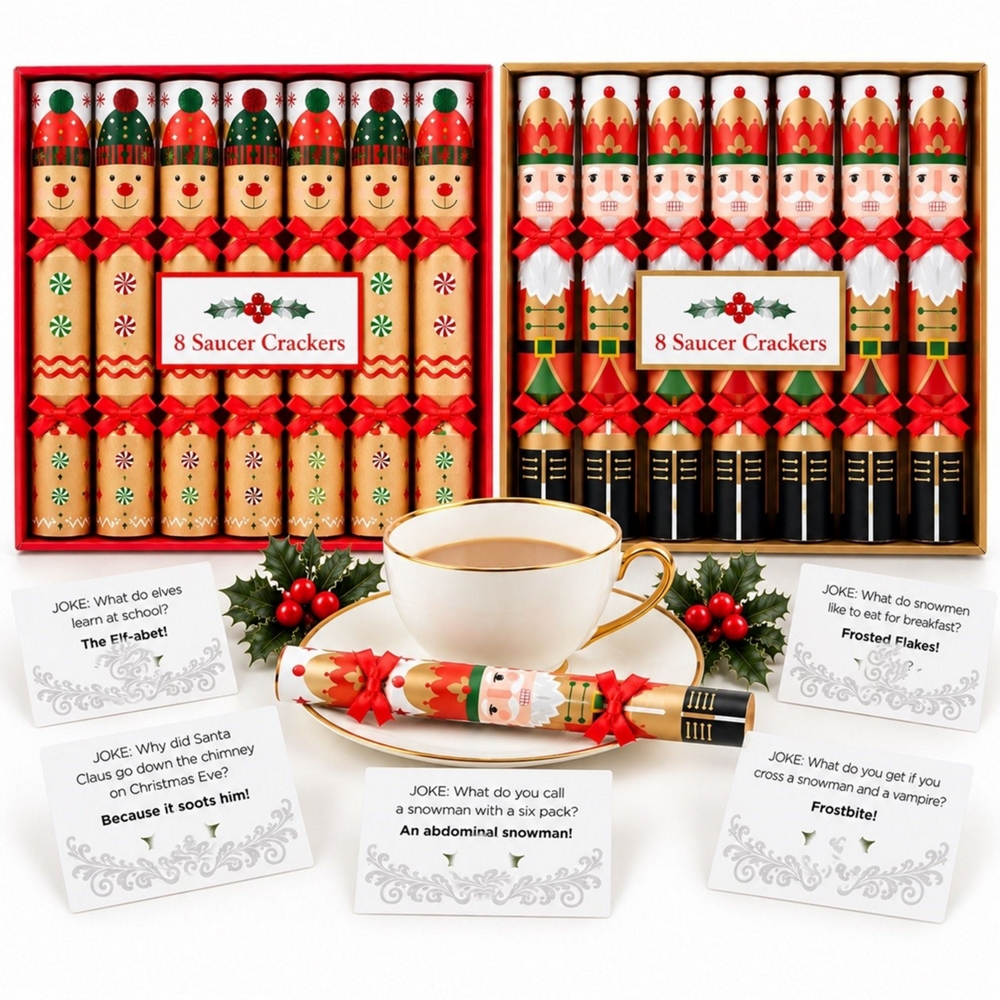 8 Saucer Crackers
8 Saucer Crackers
JOKE: What do elves
learn at school?
The Elf-abet!
JOKE: What do snowmen
like to eat for breakfast?
Frosted Flakes!
JOKE: Why did Santa
Claus go down the chimney
on Christmas Eve?
Because it soots him!
JOKE: What do you call
a snowman with a six pack?
An abdominal snowman!
JOKE: What do you get if you
cross a snowman and a vampire?
Frostbite!